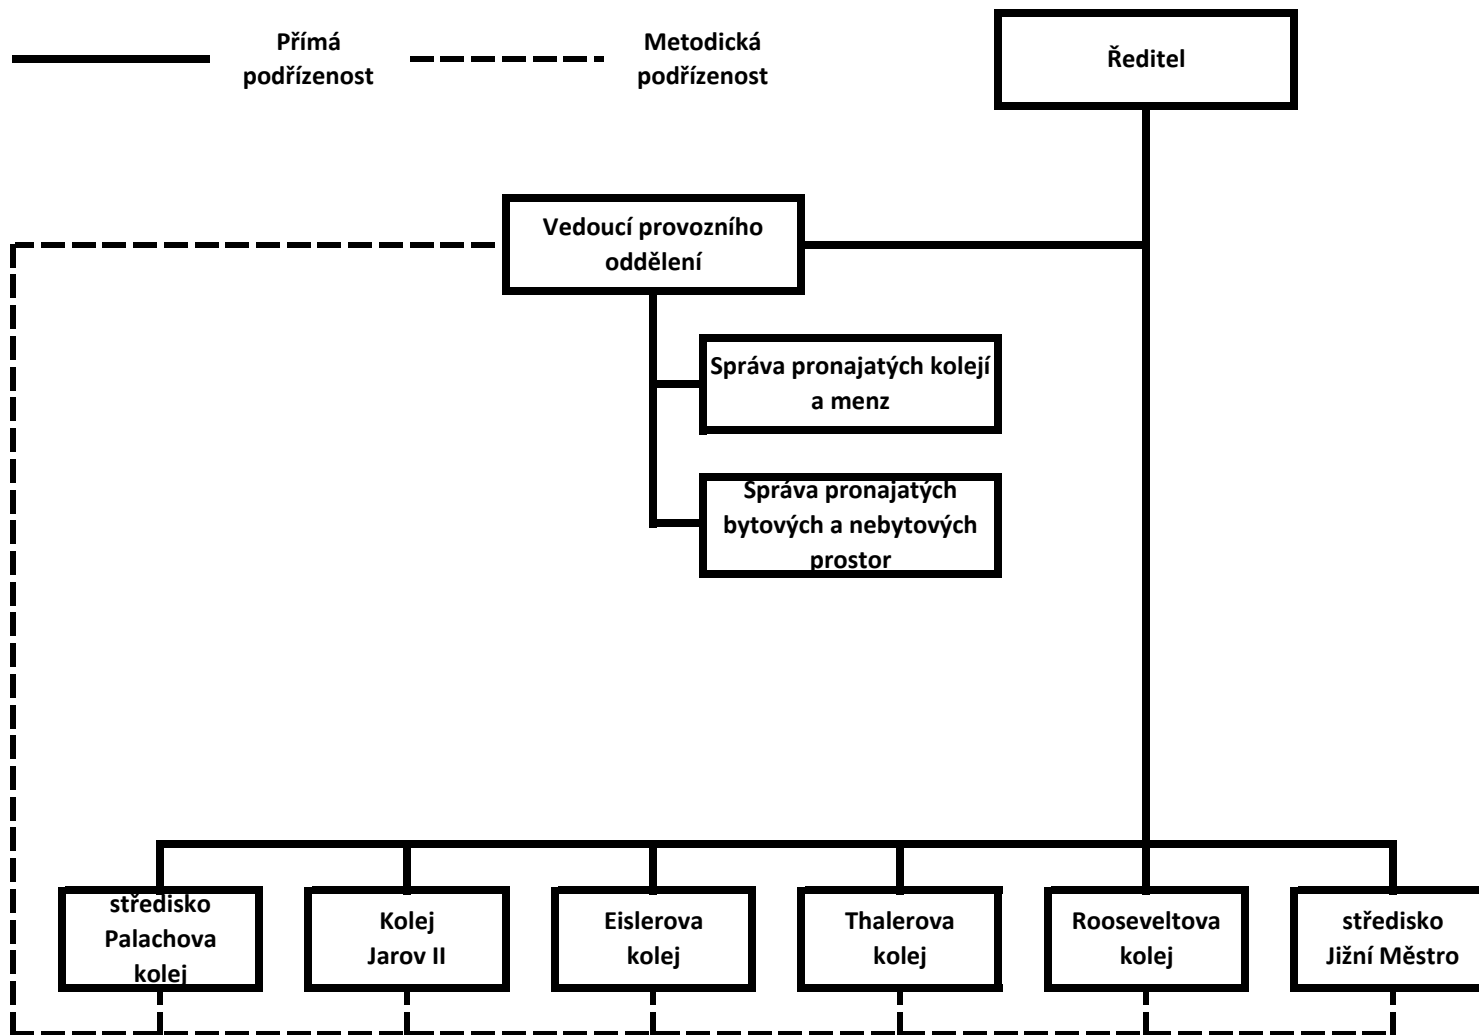 Přímá
podřízenost
Metodická
podřízenost
Ředitel
Vedoucí provozního
oddělení
Správa pronajatých kolejí
a menz
Správa pronajatých
bytových a nebytových
prostor
středisko
Palachova
kolej
Kolej
Jarov II
Eislerova
kolej
Thalerova
kolej
Rooseveltova
kolej
středisko
Jižní Městro